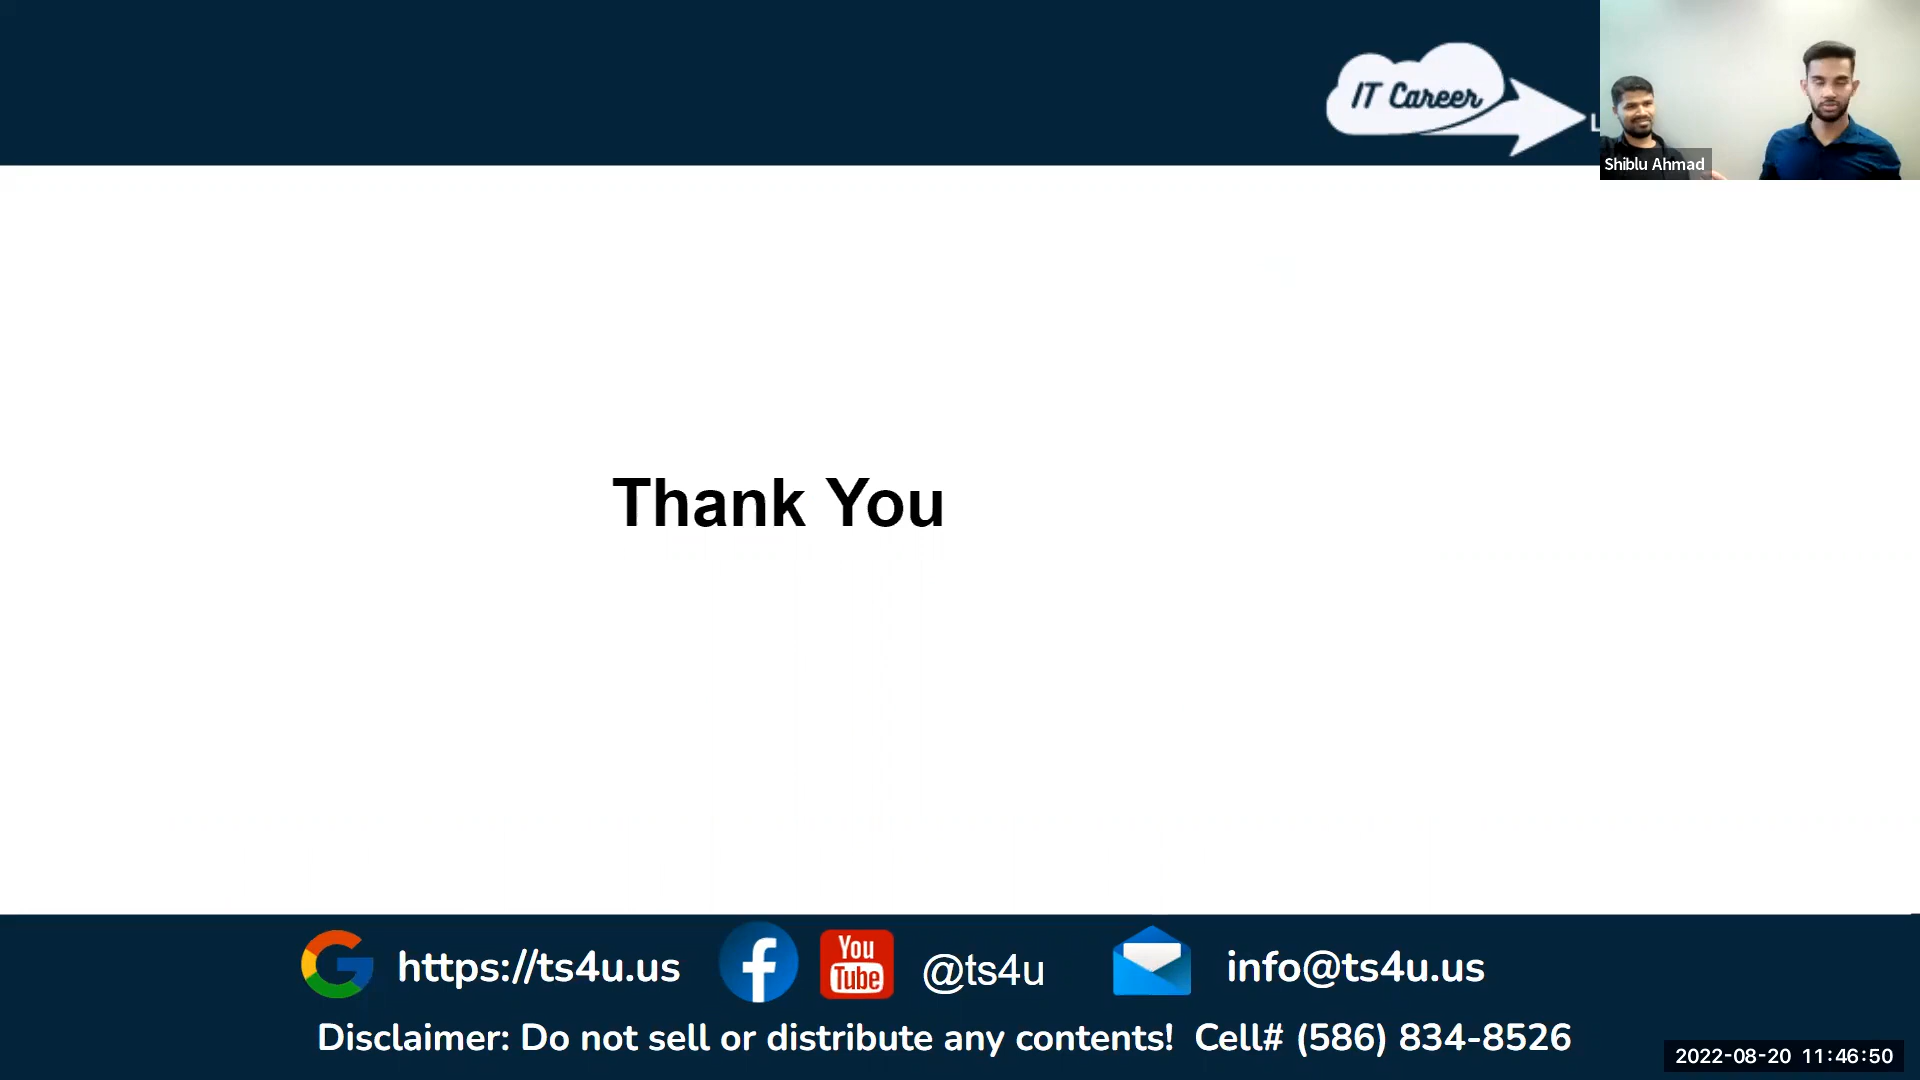 IT Career
Shiblu Ahmad
Thank You
https://ts4u.us
You
Tube
@ts4u
info@ts4u.us
Disclaimer: Do not sell or distribute any contents! Cell# (586) 834-8526
2022-08-20 11:46:50